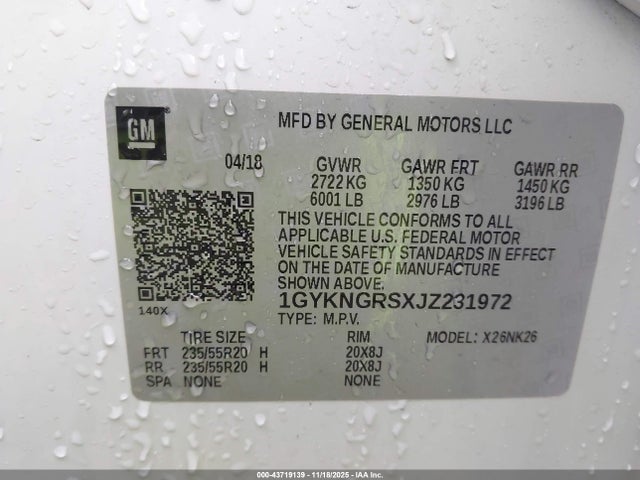 GM
MFD BY GENERAL MOTORS LLC
04/18 GVWR GAWR FRT GAWR RR
2722 KG 1350 KG 1450 KG
6001 LB 2976 LB 3196 LB
THIS VEHICLE CONFORMS TO ALL
APPLICABLE U.S. FEDERAL MOTOR
VEHICLE SAFETY STANDARDS IN EFFECT
ON THE DATE OF MANUFACTURE
SHOWN ABOVE.
140X 1GYKNGRSXJZ231972
TYPE: M.P.V.
TIRE SIZE RIM MODEL: X26NK26
FRT 235/55R20 H 20X8J
RR 235/55R20 H 20X8J
SPA NONE NONE
000-43719139 - 11/18/2025 - IAA Inc.